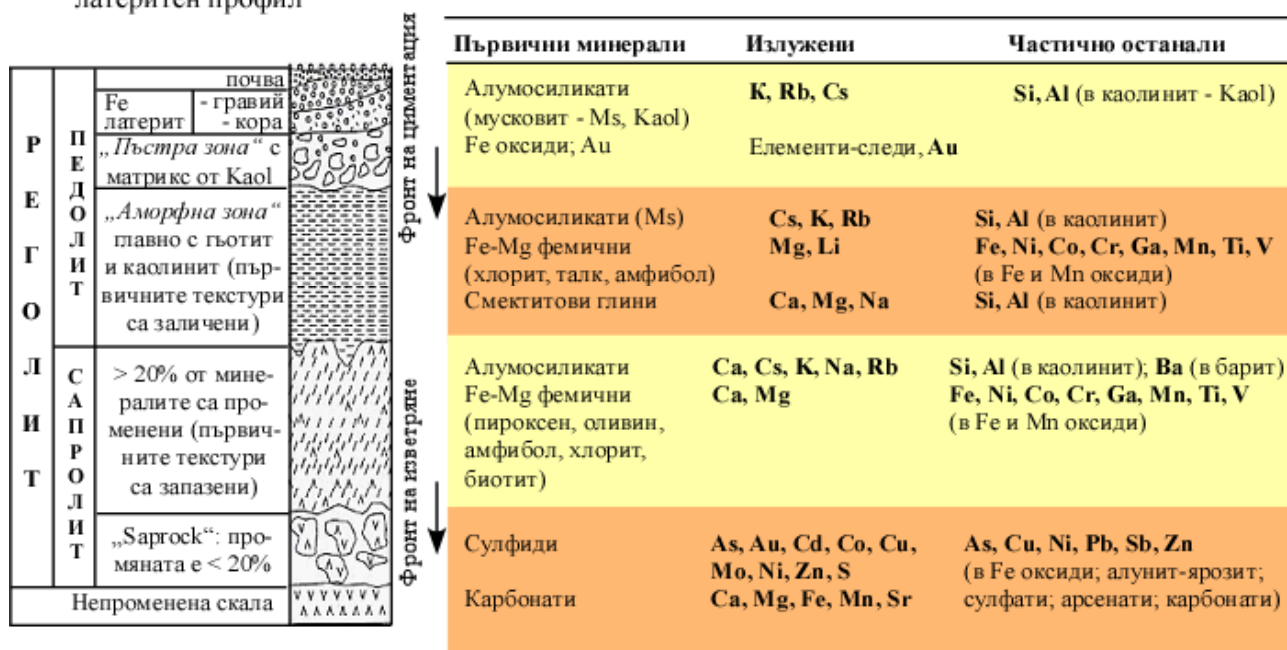 латеритен профил
РЕГОЛИТ
ПЕДОЛИТ
САПРОЛИТ
почва
Fe латерит
- гравий
- кора
„Пъстра зона“ с
матрикс от Kaol
„Аморфна зона“
главно с гьотит
и каолинит (пър-
вичните текстури
са заличени)
> 20% от мине-
ралите са про-
менени (първич-
ните текстури
са запазени)
„Saprock“: про-
мяната е < 20%
Непроменена скала
Фронт на циментация
Фронт на изветряне
Първични минерали Излужени Частично останали
Алумосиликати K, Rb, Cs Si, Al (в каолинит - Kaol)
(мусковит - Ms, Kaol)
Fe оксиди; Au Елементи-следи, Au
Алумосиликати (Ms) Cs, K, Rb Si, Al (в каолинит)
Fe-Mg фемични Mg, Li Fe, Ni, Co, Cr, Ga, Mn, Ti, V
(хлорит, талк, амфибол) (в Fe и Mn оксиди)
Смектитови глини Ca, Mg, Na Si, Al (в каолинит)
Алумосиликати Ca, Cs, K, Na, Rb Si, Al (в каолинит); Ba (в барит)
Fe-Mg фемични Ca, Mg Fe, Ni, Co, Cr, Ga, Mn, Ti, V
(пироксен, оливин, (в Fe и Mn оксиди)
амфибол, хлорит,
биотит)
Сулфиди As, Au, Cd, Co, Cu, As, Cu, Ni, Pb, Sb, Zn
Mo, Ni, Zn, S (в Fe оксиди; алунит-ярозит;
Карбонати Ca, Mg, Fe, Mn, Sr сулфати; арсенати; карбонати)